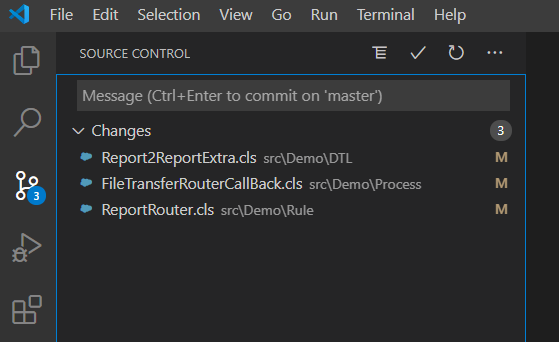 File Edit Selection View Go Run Terminal Help
SOURCE CONTROL
Message (Ctrl+Enter to commit on 'master')
Changes 3
Report2ReportExtra.cls src\Demo\DTL M
FileTransferRouterCallBack.cls src\Demo\Process M
3
ReportRouter.cls src\Demo\Rule M